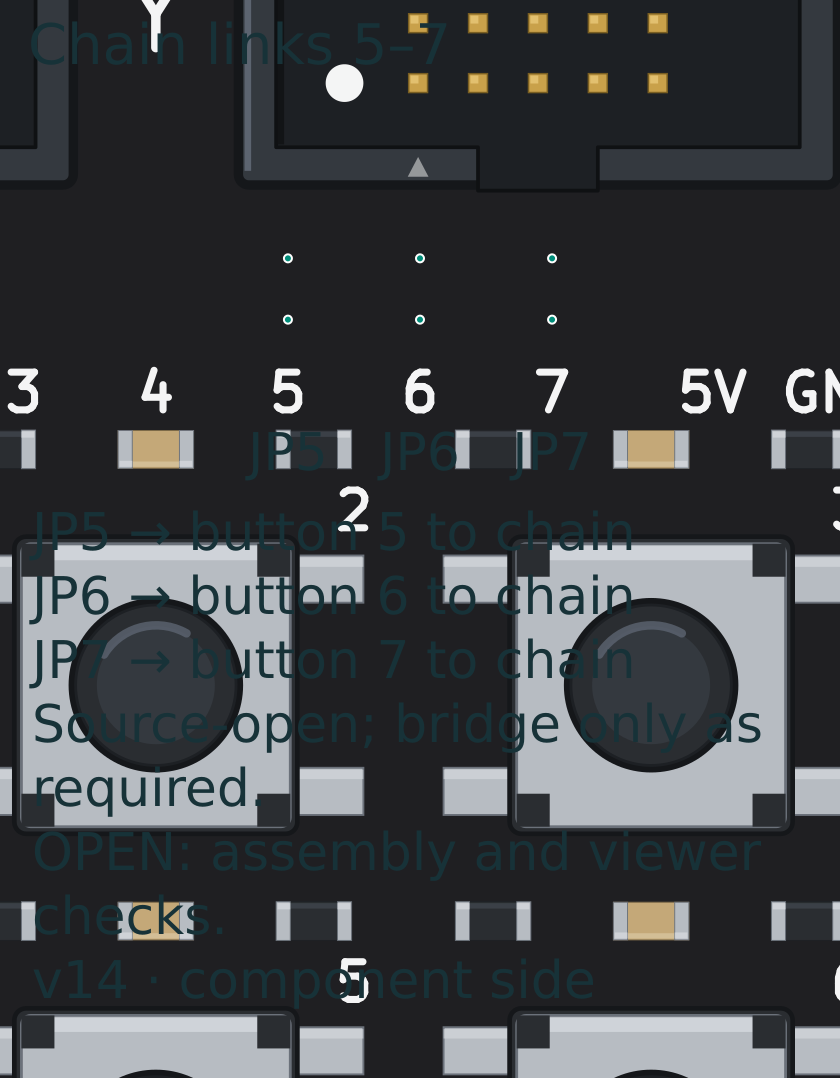 Y
Chain links 5–7
3 4 5 6 7 5V GN
JP5 JP6 JP7
2
JP5 → button 5 to chain
JP6 → button 6 to chain
JP7 → button 7 to chain
Source-open; bridge only as
required.
OPEN: assembly and viewer
checks.
v14 · component side
5